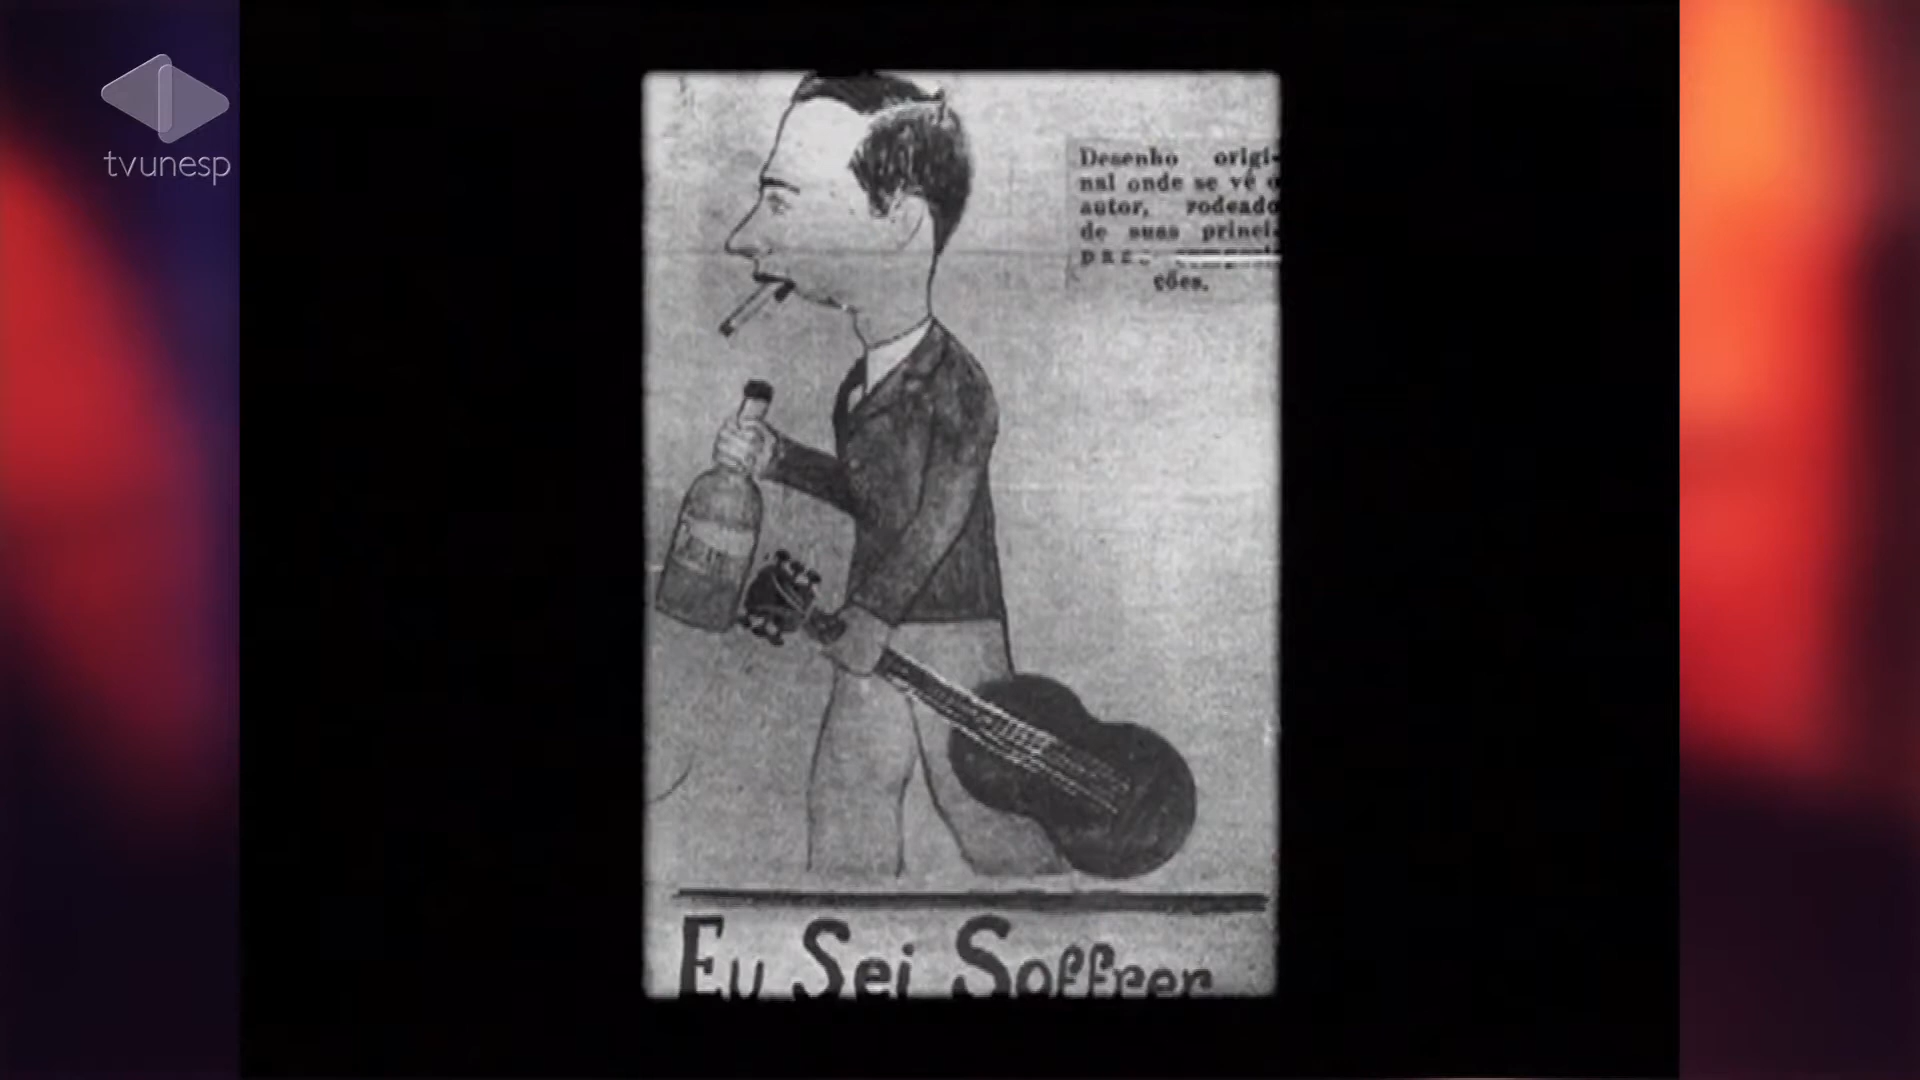 tvunesp
Desenho origi-
nal onde se vê o
autor, rodeado
de suas princi-
ções.
Eu Sei Soffrer